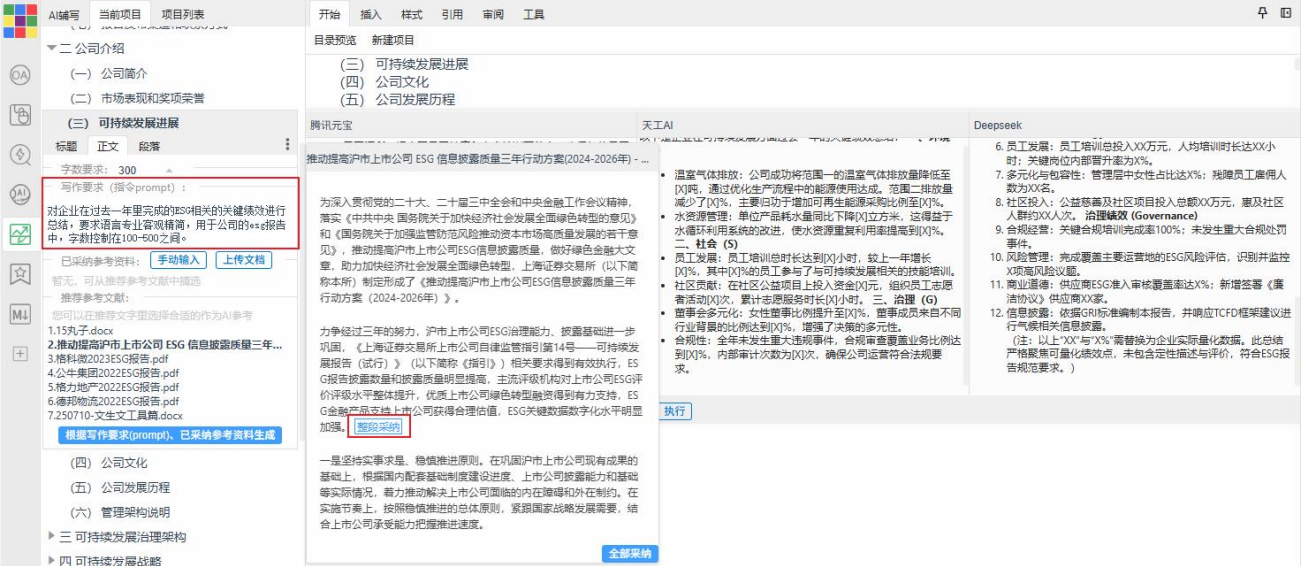 AI辅写 当前项目 项目列表
二 公司介绍
(一) 公司简介
(二) 市场表现和奖项荣誉
(三) 可持续发展进展
标题 正文 段落
字数要求: 300
写作要求 (指令prompt) :
对企业在过去一年里完成的ESG相关的关键绩效进行
总结，要求语言专业客观精简，用于公司的esg报告
中，字数控制在100-500之间。
已采纳参考资料: 手动输入 上传文档
暂无，可从推荐参考文献中摘选
推荐参考文献:
您可以在推荐文字里选择合适的作为AI参考
1.15丸子.docx
2.推动提高沪市上市公司 ESG 信息披露质量三年...
3.格科微2023ESG报告.pdf
4.公牛集团2022ESG报告.pdf
5.格力地产2022ESG报告.pdf
6.德邦物流2022ESG报告.pdf
7.250710-文生文工具篇.docx
根据写作要求(prompt)、已采纳参考资料生成
(四) 公司文化
(五) 公司发展历程
(六) 管理架构说明
三 可持续发展治理架构
四 可持续发展战略
OA
AI
M↓
开始 插入 样式 引用 审阅 工具
目录预览 新建项目
(三) 可持续发展进展
(四) 公司文化
(五) 公司发展历程
腾讯元宝
推动提高沪市上市公司 ESG 信息披露质量三年行动方案(2024-2026年) - ...
为深入贯彻党的二十大、二十届三中全会和中央金融工作会议精神，
落实《中共中央 国务院关于加快经济社会发展全面绿色转型的意见》
和《国务院关于加强监管防范风险推动资本市场高质量发展的若干意
见》，推动提高沪市上市公司ESG信息披露质量，做好绿色金融大文
章，助力加快经济社会发展全面绿色转型，上海证券交易所（以下简
称本所）制定形成了《推动提高沪市上市公司ESG信息披露质量三年
行动方案（2024-2026年）》。
力争经过三年的努力，沪市上市公司ESG治理能力、披露基础进一步
巩固，《上海证券交易所上市公司自律监管指引第14号——可持续发
展报告（试行）》（以下简称《指引》）相关要求得到有效执行，ES
G报告披露数量和披露质量明显提高，主流评级机构对上市公司ESG评
价评级水平整体提升，优质上市公司绿色转型融资得到有力支持，ES
G金融产品支持上市公司获得合理估值，ESG关键数据数字化水平明显
加强。 整段采纳
一是坚持实事求是、稳慎推进原则。在巩固沪市上市公司现有成果的
基础上，根据国内配套基础制度建设进度、上市公司披露能力和基础
等实际情况，着力推动解决上市公司面临的内在障碍和外在制约。在
实施节奏上，按照稳慎推进的总体原则，紧跟国家战略发展需要，结
合上市公司承受能力把握推进速度。
全部采纳
天工AI
温室气体排放：公司成功将范围一的温室气体排放量降低至
[X]吨，通过优化生产流程中的能源使用达成。范围二排放量
减少了[X]%，主要归功于增加可再生能源采购比例至[X]%。
水资源管理：单位产品耗水量同比下降[X]立方米，这得益于
水循环利用系统的改进，使水资源重复利用率提高到[X]%。
二、社会（S）
员工发展：员工培训总时长达到[X]小时，较上一年增长
[X]%，其中[X]%的员工参与了与可持续发展相关的技能培训。
社区贡献：在社区公益项目上投入资金[X]元，组织员工志愿
者活动[X]次，累计志愿服务时长[X]小时。 三、治理（G）
董事会多元化：女性董事比例提升至[X]%，董事成员来自不同
行业背景的比例达到[X]%，增强了决策的多元性。
合规性：全年未发生重大违规事件，合规审查覆盖业务比例达
到[X]%，内部审计次数为[X]次，确保公司运营符合法规要
求。
执行
Deepseek
6. 员工发展：员工培训总投入XX万元，人均培训时长达XX小
时；关键岗位内部晋升率为X%。
7. 多元化与包容性：管理层中女性占比达X%；残障员工雇佣人
数为XX名。
8. 社区投入：公益慈善及社区项目投入总额XX万元，惠及社区
人群约XX人次。 治理绩效 (Governance)
9. 合规经营：关键合规培训完成率100%；未发生重大合规处罚
事件。
10. 风险管理：完成覆盖主要运营地的ESG风险评估，识别并监控
X项高风险议题。
11. 商业道德：供应商ESG准入审核覆盖率达X%；新增签署《廉
洁协议》供应商XX家。
12. 信息披露：依据GRI标准编制本报告，并响应TCFD框架建议进
行气候相关信息披露。
（注：以上"XX"与"X%"需替换为企业实际量化数据。此总结
严格聚焦可量化绩效点，未包含定性描述与评价，符合ESG报
告规范要求。）